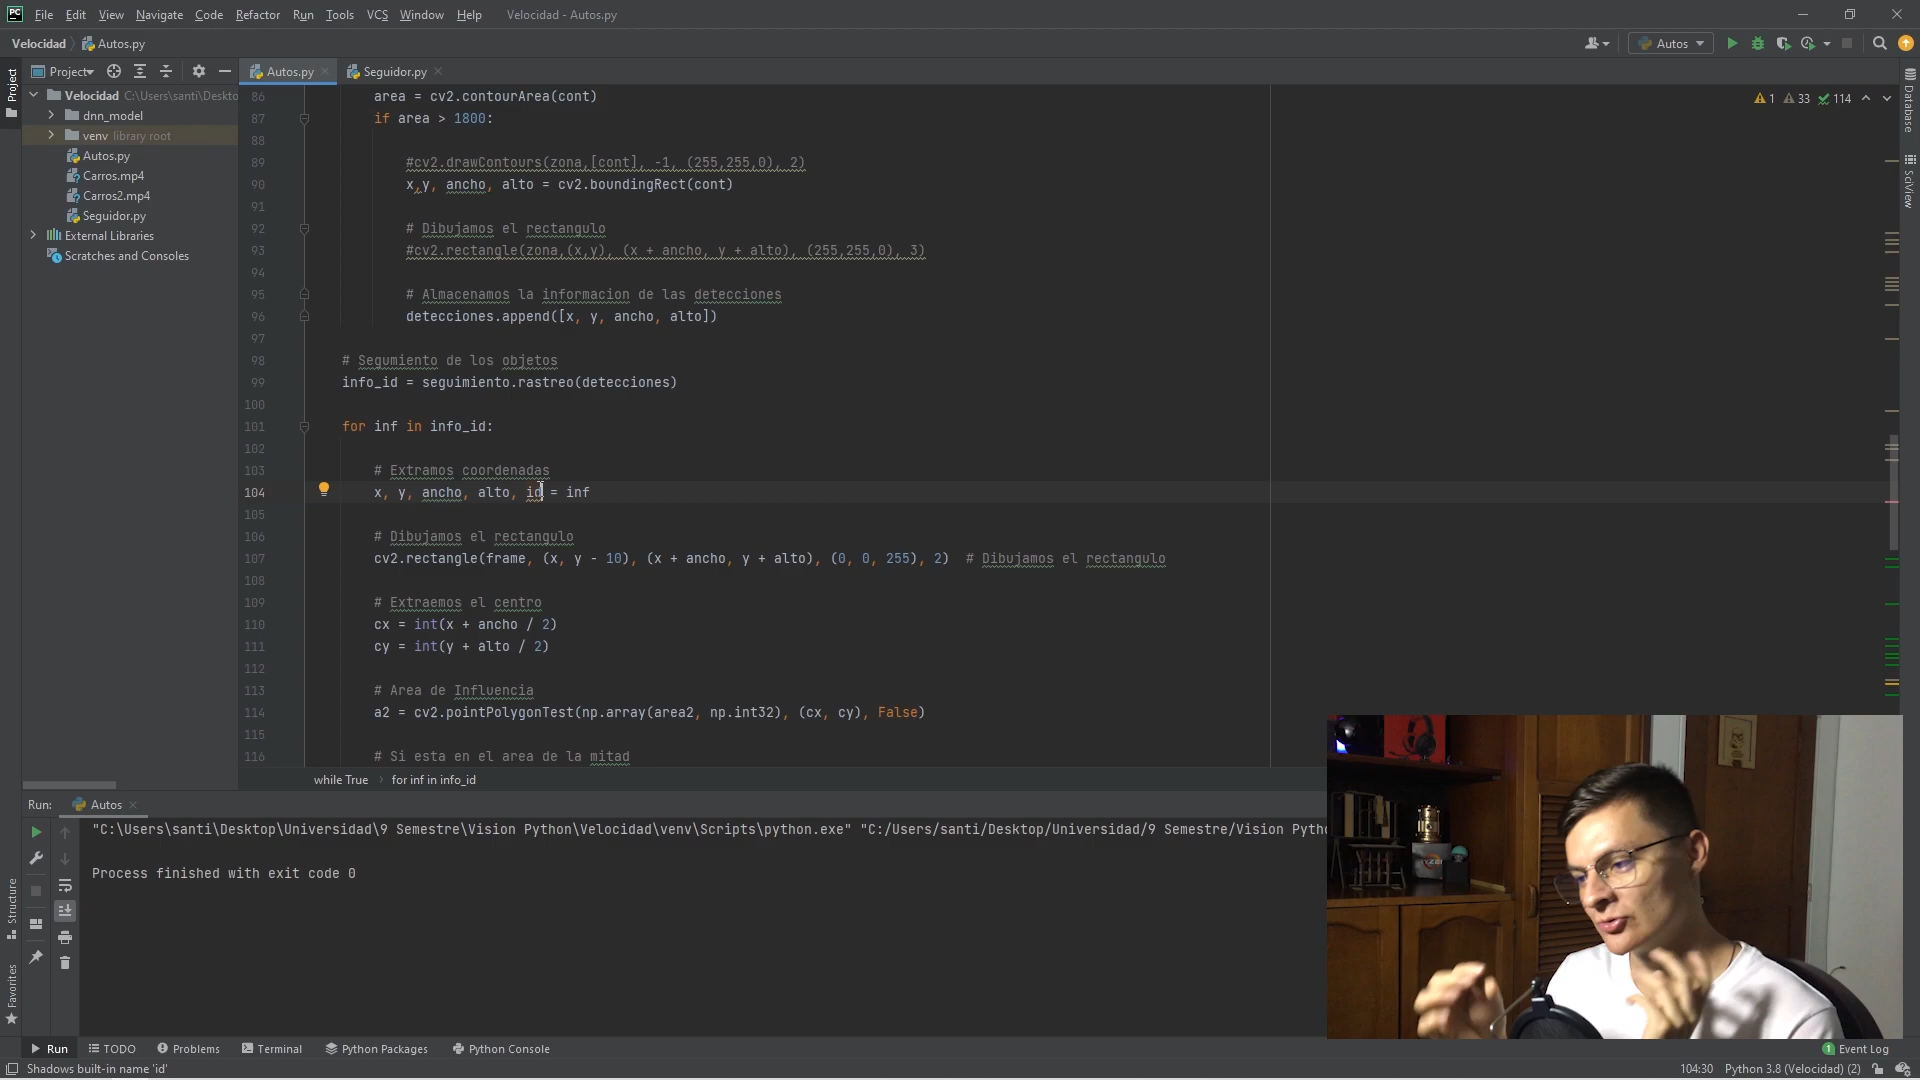 File Edit View Navigate Code Refactor Run Tools VCS Window Help Velocidad - Autos.py
Velocidad Autos.py Autos
Project Autos.py Seguidor.py
Velocidad C:\Users\santi\Deskto
dnn_model
venv library root
Autos.py
Carros.mp4
Carros2.mp4
Seguidor.py
External Libraries
Scratches and Consoles
1 33 114
86 area = cv2.contourArea(cont)
87 if area > 1800:
88
89 #cv2.drawContours(zona,[cont], -1, (255,255,0), 2)
90 x,y, ancho, alto = cv2.boundingRect(cont)
91
92 # Dibujamos el rectangulo
93 #cv2.rectangle(zona,(x,y), (x + ancho, y + alto), (255,255,0), 3)
94
95 # Almacenamos la informacion de las detecciones
96 detecciones.append([x, y, ancho, alto])
97
98 # Segumiento de los objetos
99 info_id = seguimiento.rastreo(detecciones)
100
101 for inf in info_id:
102
103 # Extramos coordenadas
104 x, y, ancho, alto, id = inf
105
106 # Dibujamos el rectangulo
107 cv2.rectangle(frame, (x, y - 10), (x + ancho, y + alto), (0, 0, 255), 2) # Dibujamos el rectangulo
108
109 # Extraemos el centro
110 cx = int(x + ancho / 2)
111 cy = int(y + alto / 2)
112
113 # Area de Influencia
114 a2 = cv2.pointPolygonTest(np.array(area2, np.int32), (cx, cy), False)
115
116 # Si esta en el area de la mitad
while True for inf in info_id
Run: Autos
"C:\Users\santi\Desktop\Universidad\9 Semestre\Vision Python\Velocidad\venv\Scripts\python.exe" "C:/Users/santi/Desktop/Universidad/9 Semestre/Vision Pytho
Process finished with exit code 0
Project
Structure
Favorites
Database
SciView
Run TODO Problems Terminal Python Packages Python Console 1 Event Log
Shadows built-in name 'id' 104:30 Python 3.8 (Velocidad) (2)